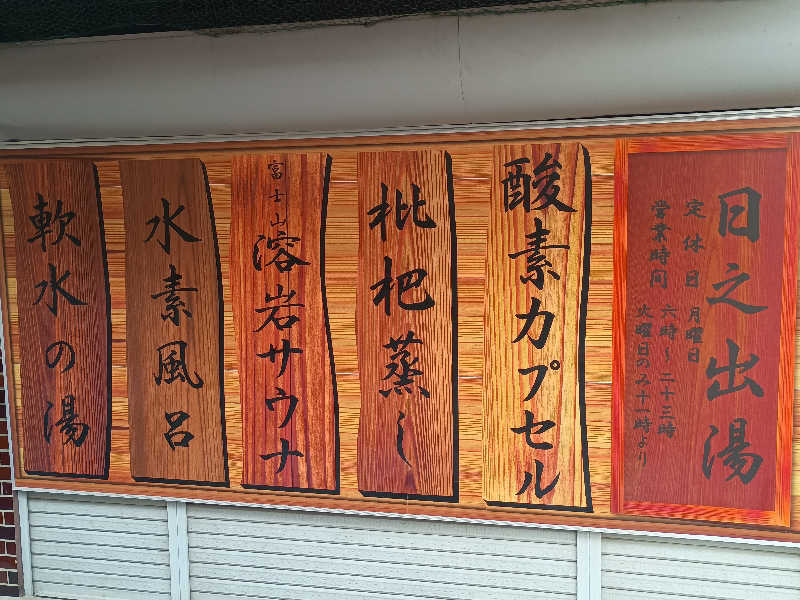 日之出湯
定休日 月曜日
営業時間 六時～二十三時
火曜日のみ十一時より
酸素カプセル
枇杷蒸し
富士山
溶岩サウナ
水素風呂
軟水の湯